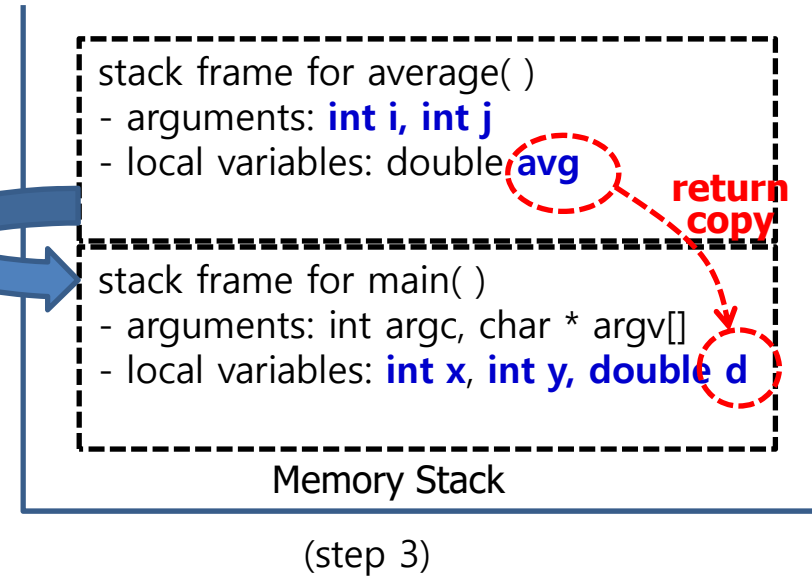 stack frame for average( )
- arguments: int i, int j
- local variables: double avg
return
copy
stack frame for main( )
- arguments: int argc, char * argv[]
- local variables: int x, int y, double d
Memory Stack
(step 3)